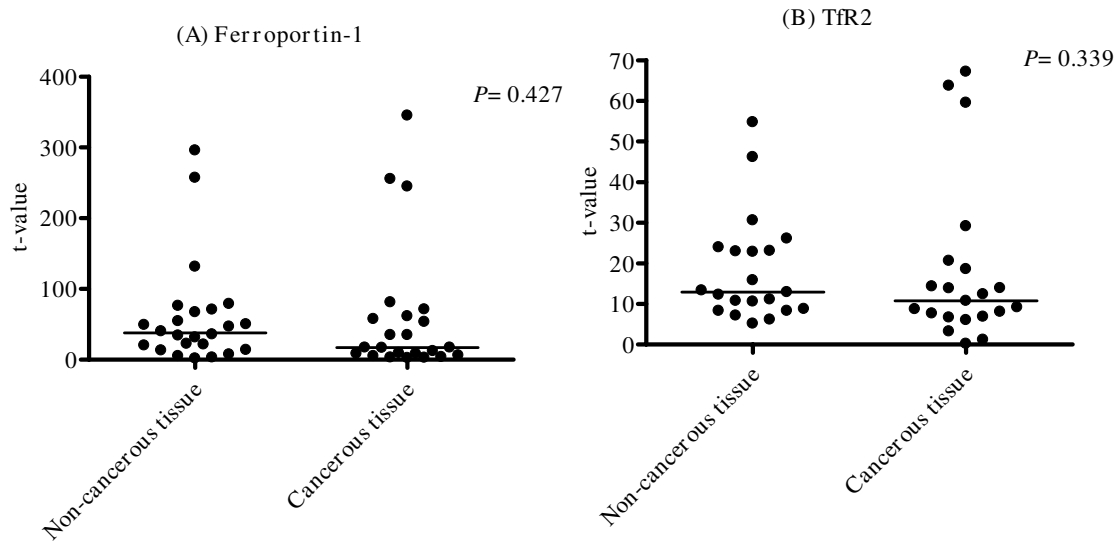 (A) Ferroportin-1
P= 0.427
t-value
400
300
200
100
0
Non-cancerous tissue
Cancerous tissue
(B) TfR2
P= 0.339
t-value
70
60
50
40
30
20
10
0
Non-cancerous tissue
Cancerous tissue